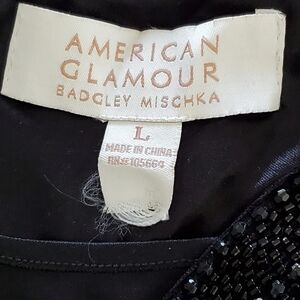 AMERICAN
GLAMOUR
BADGLEY MISCHKA
L
MADE IN CHINA
RN#105664